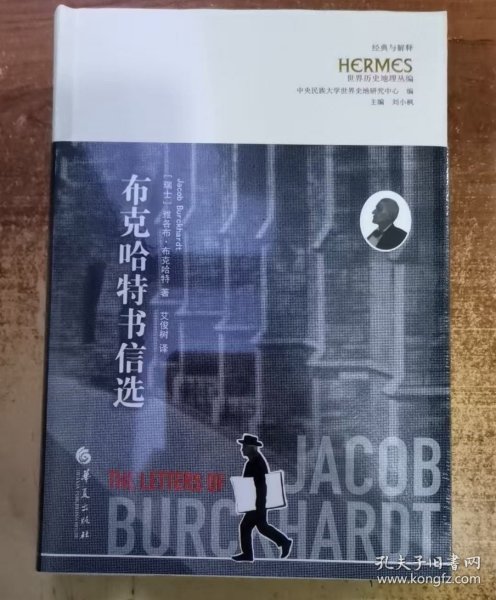 经典与解释
HERMES
世界历史地理丛编
中央民族大学世界史地研究中心 编
主编 刘小枫
布克哈特书信选
Jacob Burckhardt
［瑞士］雅各布·布克哈特 著
艾俊树 译
THE LETTERS OF
JACOB
BURCKHARDT
华夏出版社
孔夫子旧书网
www.kongfz.com